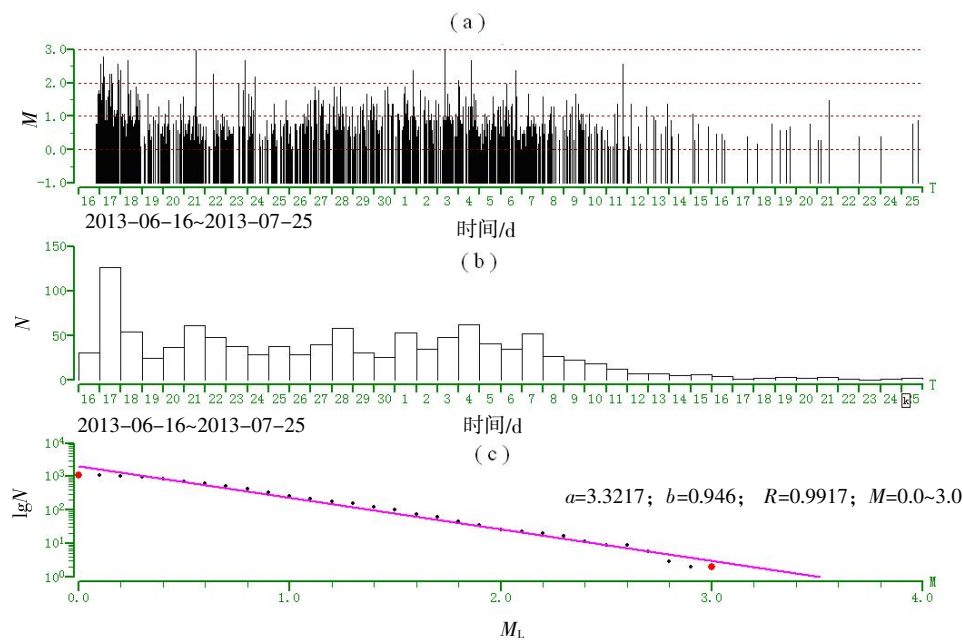 ( a )
3.0
2.0
1.0
0.0
-1.0
M
T
16 17 18 19 20 21 22 23 24 25 26 27 28 29 30 1 2 3 4 5 6 7 8 9 10 11 12 13 14 15 16 17 18 19 20 21 22 23 24 25
2013-06-16~2013-07-25
时间/d
( b )
150
100
50
0
N
T
16 17 18 19 20 21 22 23 24 25 26 27 28 29 30 1 2 3 4 5 6 7 8 9 10 11 12 13 14 15 16 17 18 19 20 21 22 23 24 25
2013-06-16~2013-07-25
时间/d
( c )
10⁴
10³
10²
10¹
10⁰
lgN
a=3.3217; b=0.946; R=0.9917; M=0.0~3.0
M
0.0 1.0 2.0 3.0 4.0
M_L